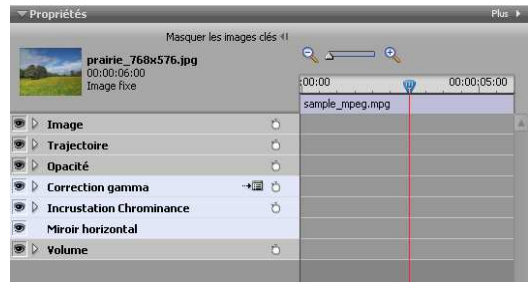 Propriétés
Plus
Masquer les images clés
prairie_768x576.jpg
00:00:06:00
Image fixe
:00:00
00:00:05:00
sample_mpeg.mpg
Image
Trajectoire
Opacité
Correction gamma
Incrustation Chrominance
Miroir horizontal
Volume